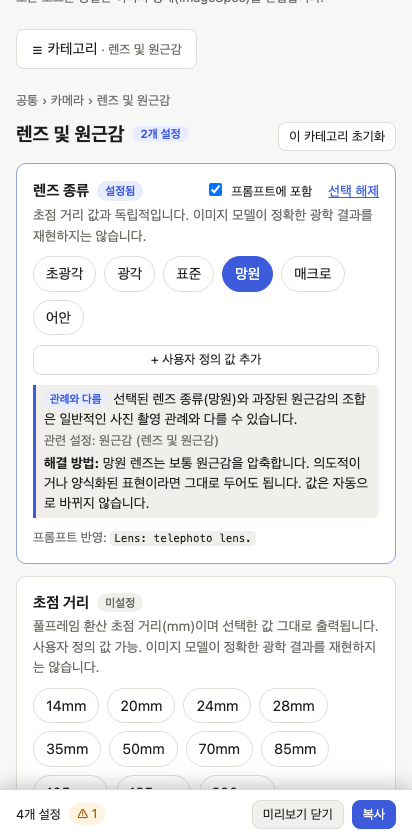 ☰ 카테고리 · 렌즈 및 원근감
공통 › 카메라 › 렌즈 및 원근감
렌즈 및 원근감 2개 설정 이 카테고리 초기화
렌즈 종류 설정됨 프롬프트에 포함 선택 해제
초점 거리 값과 독립적입니다. 이미지 모델이 정확한 광학 결과를
재현하지는 않습니다.
초광각 광각 표준 망원 매크로
어안
+ 사용자 정의 값 추가
관례와 다름 선택된 렌즈 종류(망원)와 과장된 원근감의 조합
은 일반적인 사진 촬영 관례와 다를 수 있습니다.
관련 설정: 원근감 (렌즈 및 원근감)
해결 방법: 망원 렌즈는 보통 원근감을 압축합니다. 의도적이
거나 양식화된 표현이라면 그대로 두어도 됩니다. 값은 자동으
로 바뀌지 않습니다.
프롬프트 반영: Lens: telephoto lens.
초점 거리 미설정
풀프레임 환산 초점 거리(mm)이며 선택한 값 그대로 출력됩니다.
사용자 정의 값 가능. 이미지 모델이 정확한 광학 결과를 재현하지
는 않습니다.
14mm 20mm 24mm 28mm
35mm 50mm 70mm 85mm
4개 설정 ⚠ 1 미리보기 닫기 복사